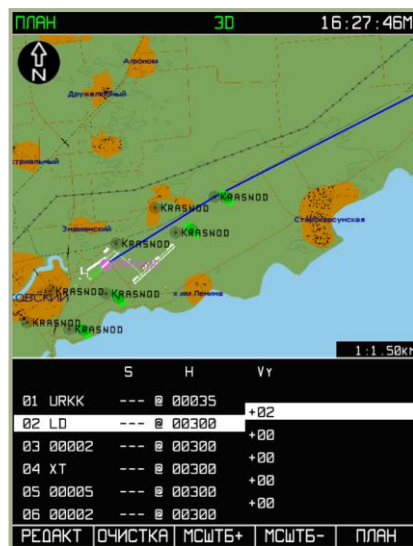 ПЛАН 3D 16:27:46М
N
Агроном
Дружелюбный
Знаменский
KRASNOD
KRASNOD
KRASNOD
KRASNOD
Старокорсунская
х.им.Ленина
KRASNOD
KRASNOD
KRASNOD
1:1.50км
S H Vy
01 URKK --- @ 00035
+02
02 LD --- @ 00300
+00
03 00002 --- @ 00300
+00
04 XT --- @ 00300
+00
05 00005 --- @ 00300
+00
06 00002 --- @ 00300
РЕДАКТ ОЧИСТКА МСШТБ+ МСШТБ- ПЛАН